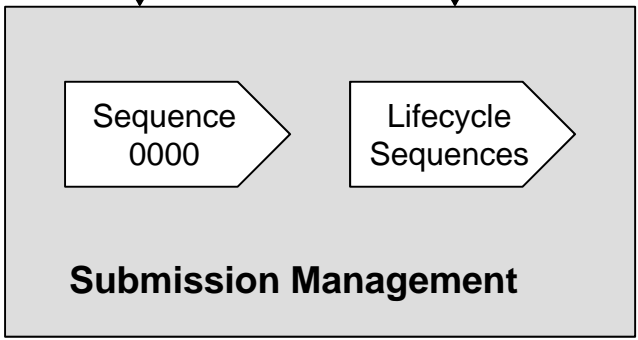 Sequence
0000
Lifecycle
Sequences
Submission Management